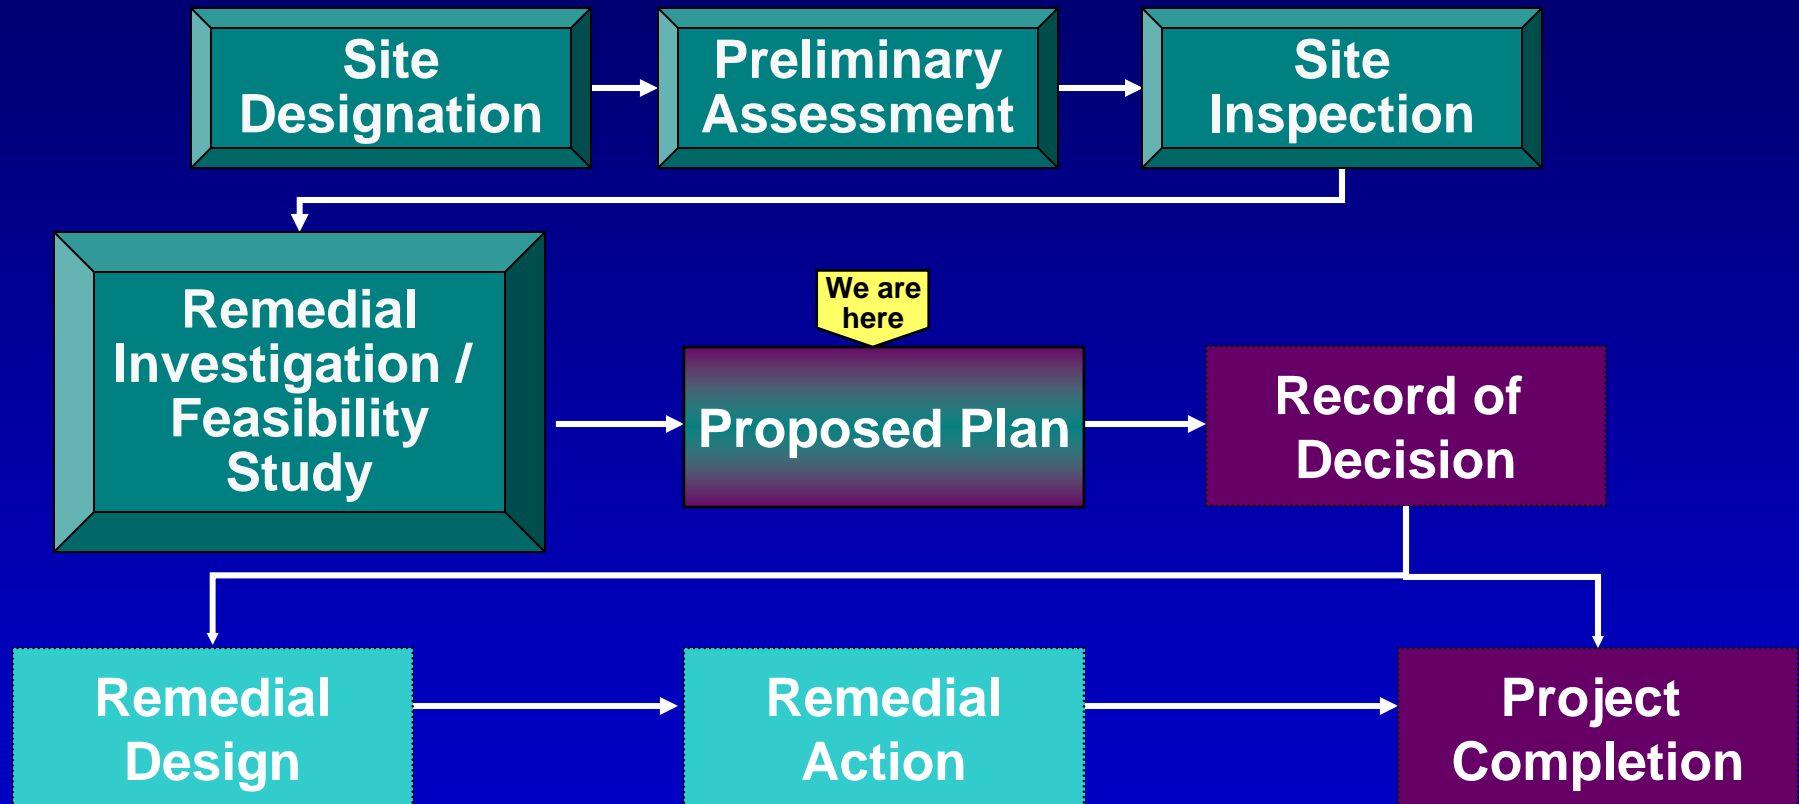 Site
Designation
Preliminary
Assessment
Site
Inspection
Remedial
Investigation /
Feasibility
Study
We are
here
Proposed Plan
Record of
Decision
Remedial
Design
Remedial
Action
Project
Completion